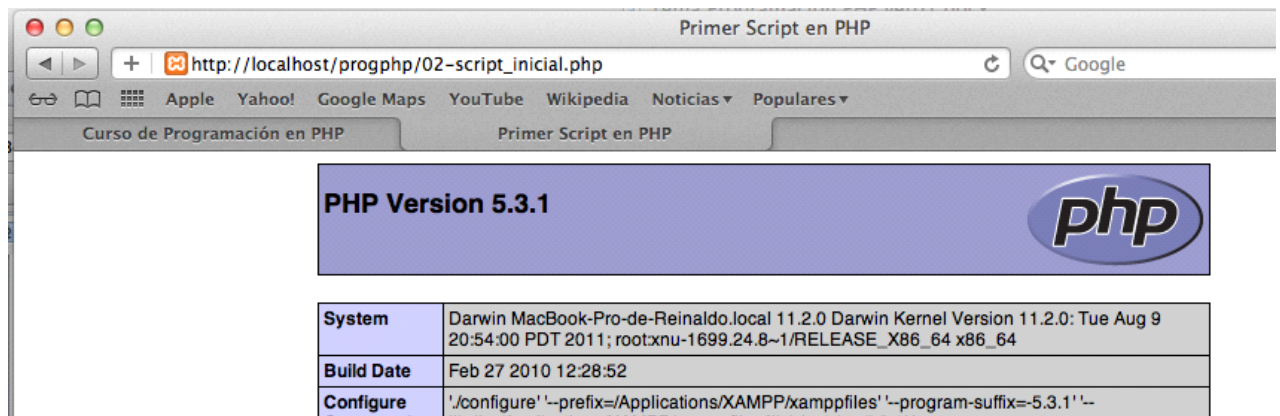 Primer Script en PHP
http://localhost/progphp/02-script_inicial.php
Google
Apple Yahoo! Google Maps YouTube Wikipedia Noticias Populares
Curso de Programación en PHP
Primer Script en PHP
PHP Version 5.3.1
php
System
Darwin MacBook-Pro-de-Reinaldo.local 11.2.0 Darwin Kernel Version 11.2.0: Tue Aug 9
20:54:00 PDT 2011; root:xnu-1699.24.8~1/RELEASE_X86_64 x86_64
Build Date
Feb 27 2010 12:28:52
Configure
'./configure' '--prefix=/Applications/XAMPP/xamppfiles' '--program-suffix=-5.3.1' '--